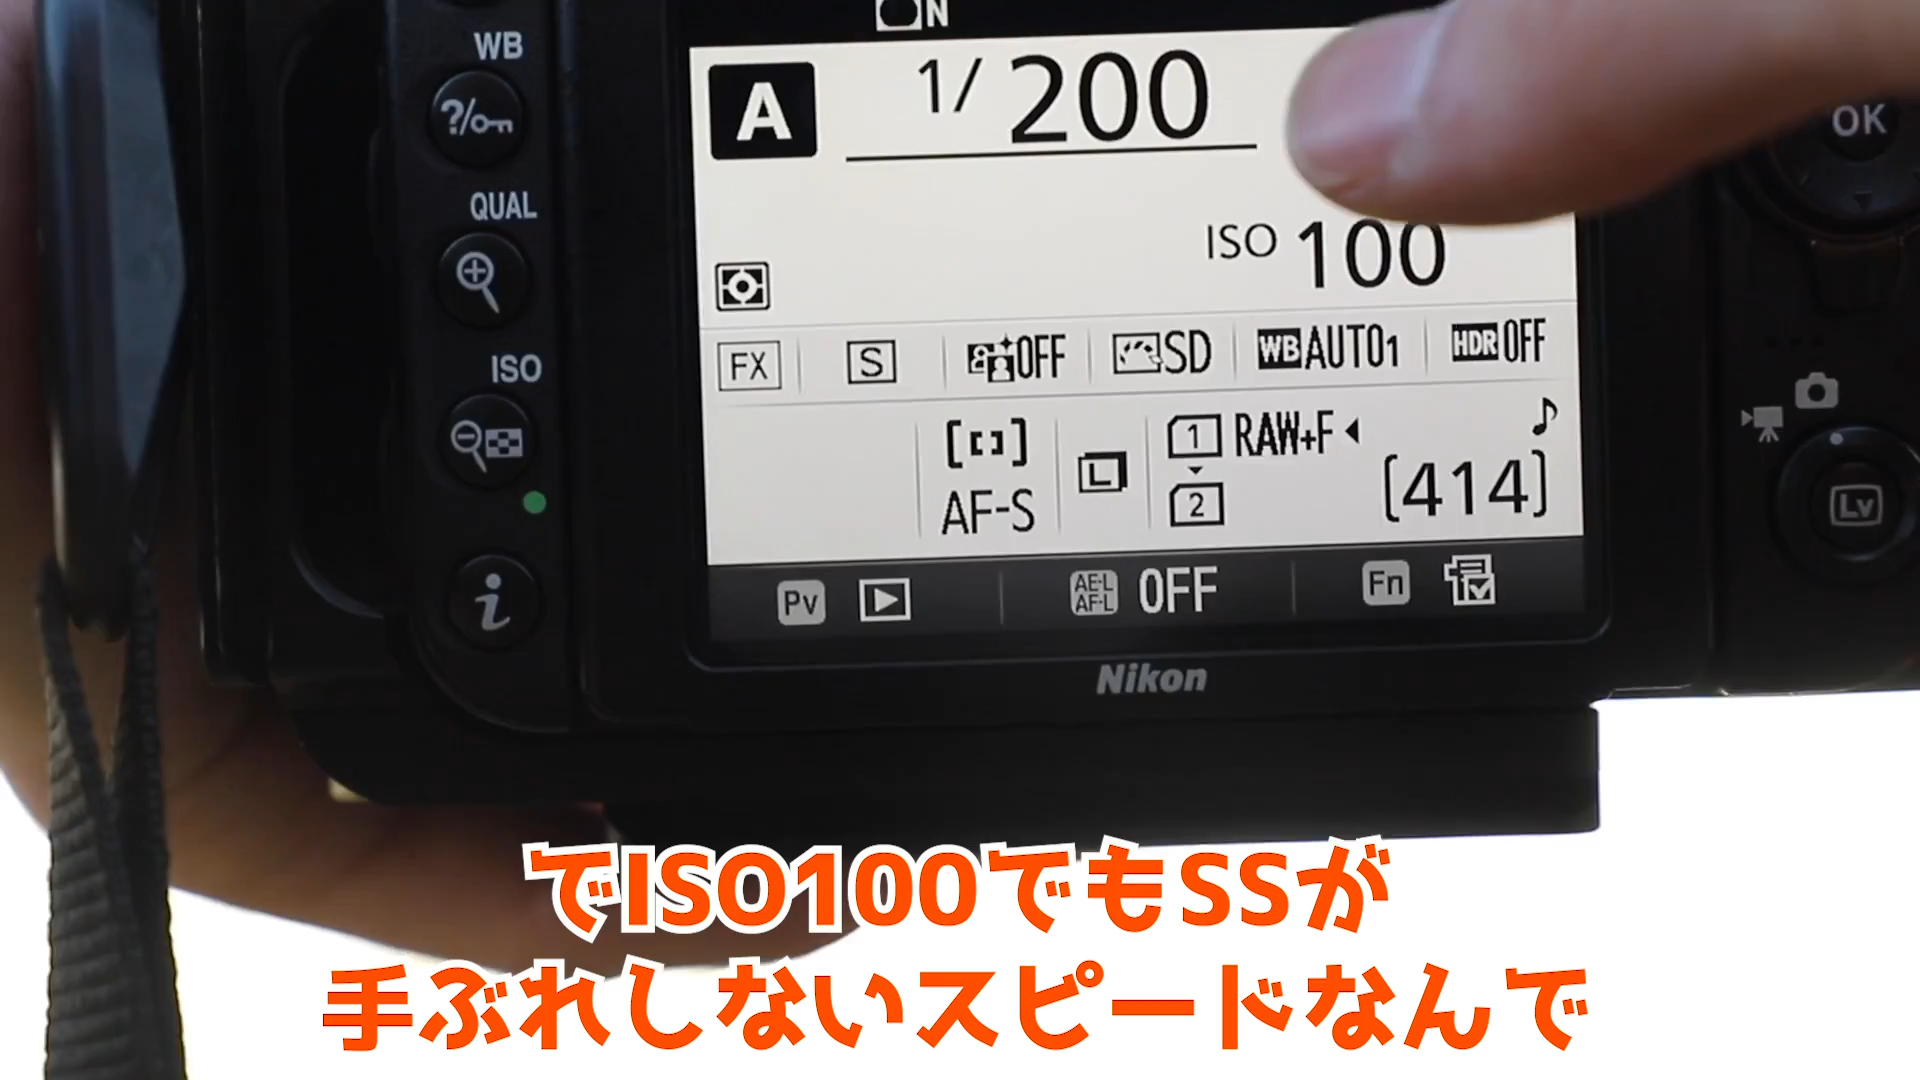 N
WB
?/
QUAL
ISO
i
A
1/200
ISO 100
FX
S
OFF
SD
WB AUTO1
HDR OFF
[ ]
AF-S
L
1 RAW+F
2
[414]
Pv
AE-L
AF-L
OFF
Fn
Nikon
OK
Lv
でISO100でもSSが
手ぶれしないスピードなんで